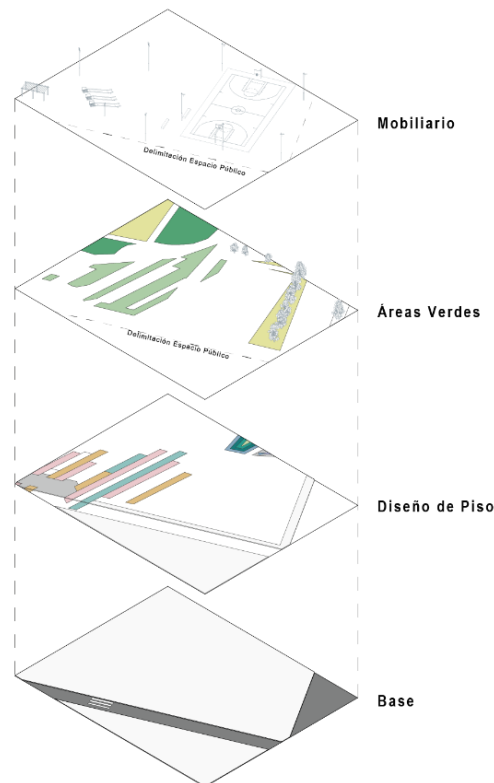 Mobiliario
Delimitación Espacio Público
Áreas Verdes
Delimitación Espacio Público
Diseño de Piso
Base